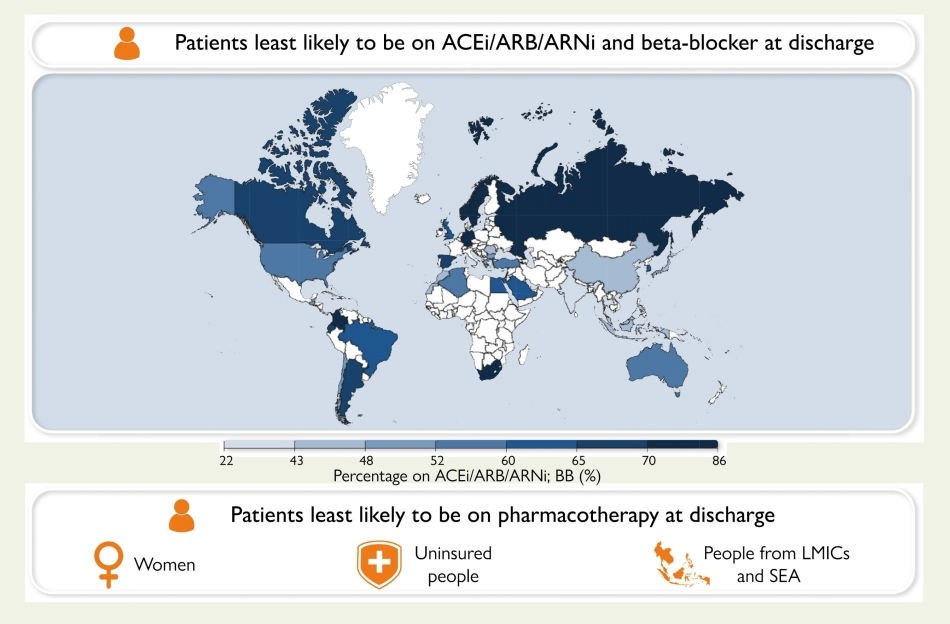 Patients least likely to be on ACEi/ARB/ARNi and beta-blocker at discharge
22 43 48 52 60 65 70 86
Percentage on ACEi/ARB/ARNi; BB (%)
Patients least likely to be on pharmacotherapy at discharge
Women
Uninsured
people
People from LMICs
and SEA